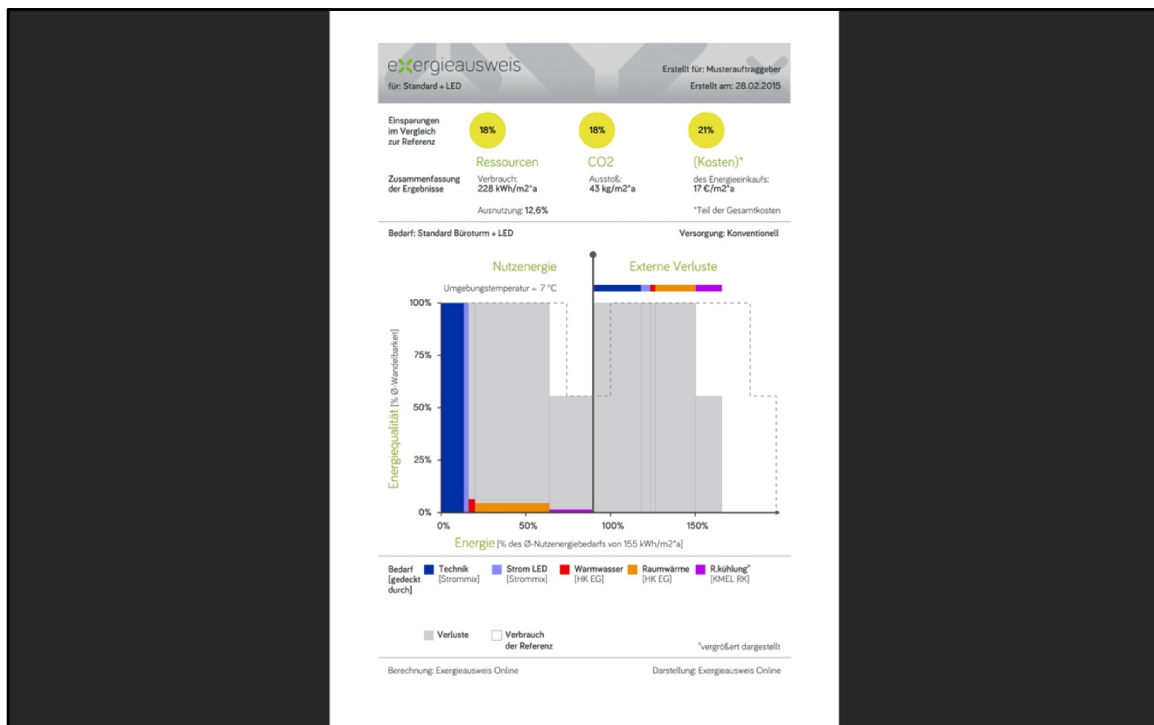 exergieausweis
für: Standard + LED
Erstellt für: Musterauftraggeber
Erstellt am: 28.02.2015
Einsparungen
im Vergleich
zur Referenz
18%
18%
21%
Ressourcen
CO2
(Kosten)*
Zusammenfassung
der Ergebnisse
Verbrauch:
228 kWh/m2*a
Ausstoß:
43 kg/m2*a
des Energieeinkaufs:
17 €/m2*a
Ausnutzung: 12,6%
*Teil der Gesamtkosten
Bedarf: Standard Büroturm + LED
Versorgung: Konventionell
Nutzenergie
Externe Verluste
Umgebungstemperatur = 7 °C
100%
75%
50%
25%
0%
Energiequalität [% Ø-Wandelbarkeit]
0%
50%
100%
150%
Energie [% des Ø-Nutzenergiebedarfs von 155 kWh/m2*a]
Bedarf
[gedeckt
durch]
Technik
[Strommix]
Strom LED
[Strommix]
Warmwasser
[HK EG]
Raumwärme
[HK EG]
R.kühlung*
[KMEL RK]
Verluste
Verbrauch
der Referenz
*vergrößert dargestellt
Berechnung: Exergieausweis Online
Darstellung: Exergieausweis Online